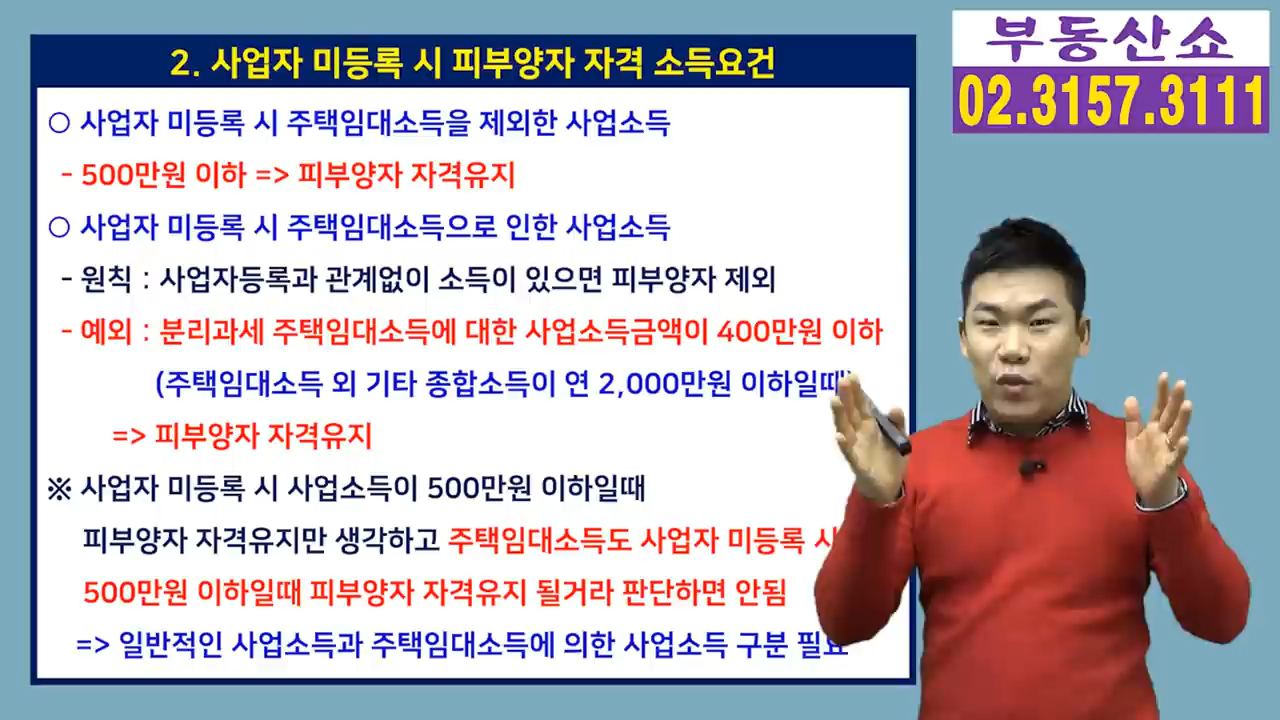 2. 사업자 미등록 시 피부양자 자격 소득요건
○ 사업자 미등록 시 주택임대소득을 제외한 사업소득
- 500만원 이하 => 피부양자 자격유지
○ 사업자 미등록 시 주택임대소득으로 인한 사업소득
- 원칙 : 사업자등록과 관계없이 소득이 있으면 피부양자 제외
- 예외 : 분리과세 주택임대소득에 대한 사업소득금액이 400만원 이하
(주택임대소득 외 기타 종합소득이 연 2,000만원 이하일때)
=> 피부양자 자격유지
※ 사업자 미등록 시 사업소득이 500만원 이하일때
피부양자 자격유지만 생각하고 주택임대소득도 사업자 미등록 시
500만원 이하일때 피부양자 자격유지 될거라 판단하면 안됨
=> 일반적인 사업소득과 주택임대소득에 의한 사업소득 구분 필요
부동산쇼
02.3157.3111